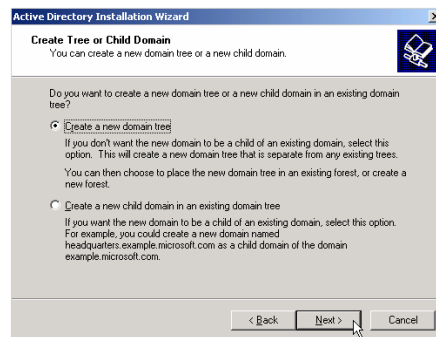 Active Directory Installation Wizard
Create Tree or Child Domain
You can create a new domain tree or a new child domain.
Do you want to create a new domain tree or a new child domain in an existing domain
tree?
Create a new domain tree
If you don't want the new domain to be a child of an existing domain, select this
option. This will create a new domain tree that is separate from any existing trees.
You can then choose to place the new domain tree in an existing forest, or create a
new forest.
Create a new child domain in an existing domain tree
If you want the new domain to be a child of an existing domain, select this option.
For example, you could create a new domain named
headquarters.example.microsoft.com as a child domain of the domain
example.microsoft.com.
< Back Next > Cancel